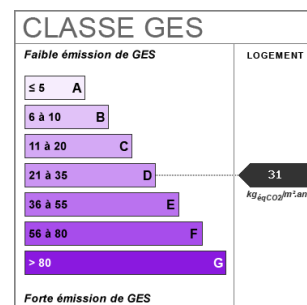 CLASSE GES
Faible émission de GES
LOGEMENT
≤ 5 A
6 à 10 B
11 à 20 C
21 à 35 D
31
kgéqCO2/m².an
36 à 55 E
56 à 80 F
> 80 G
Forte émission de GES